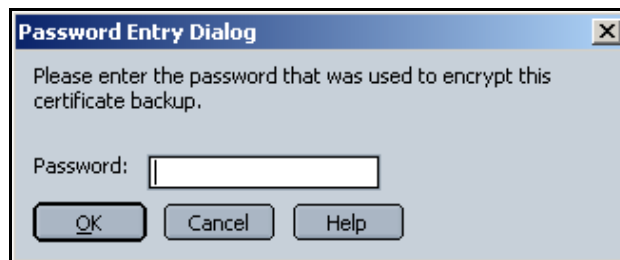 Password Entry Dialog
Please enter the password that was used to encrypt this
certificate backup.
Password:
OK Cancel Help